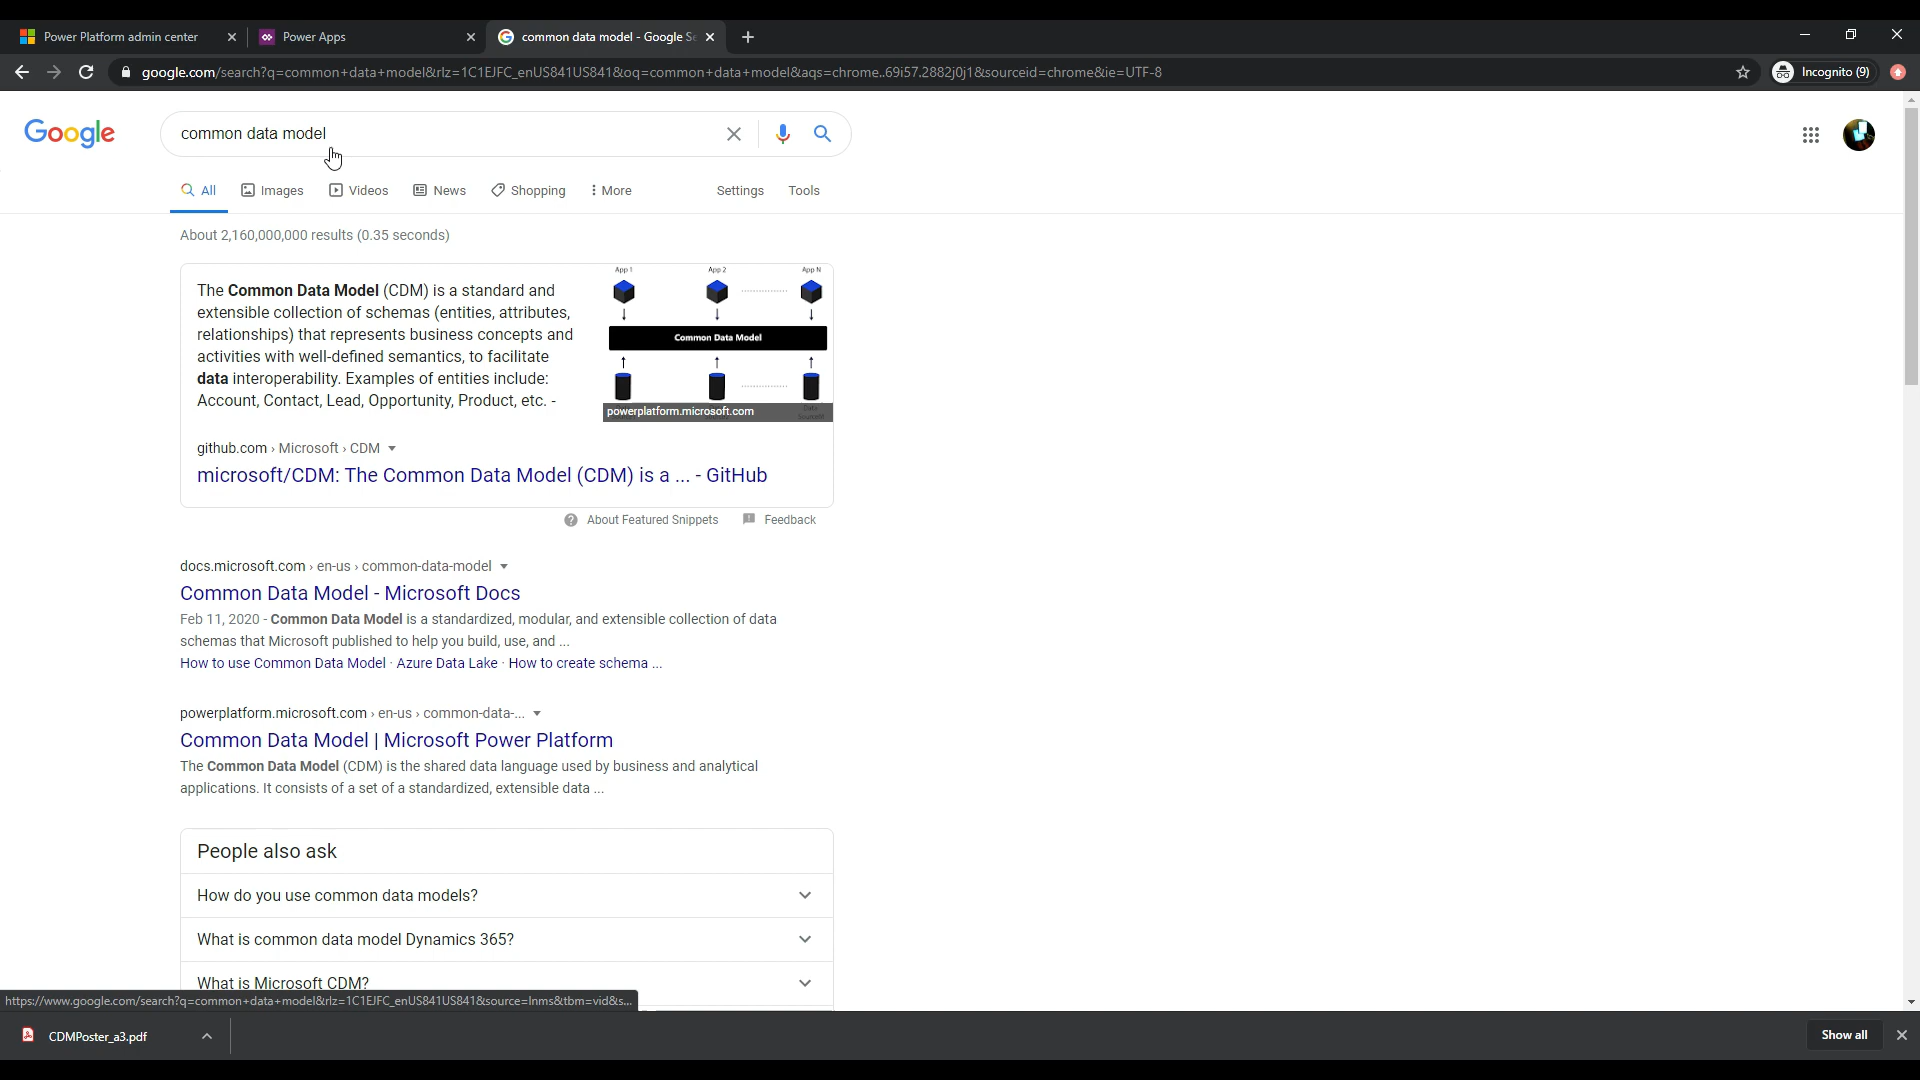 Power Platform admin center
Power Apps
common data model - Google Se
google.com/search?q=common+data+model&rlz=1C1EJFC_enUS841US841&oq=common+data+model&aqs=chrome..69i57.2882j0j1&sourceid=chrome&ie=UTF-8
Incognito (9)
Google
common data model
All
Images
Videos
News
Shopping
More
Settings
Tools
About 2,160,000,000 results (0.35 seconds)
The Common Data Model (CDM) is a standard and
extensible collection of schemas (entities, attributes,
relationships) that represents business concepts and
activities with well-defined semantics, to facilitate
data interoperability. Examples of entities include:
Account, Contact, Lead, Opportunity, Product, etc. -
App 1
App 2
App N
Common Data Model
powerplatform.microsoft.com
github.com › Microsoft › CDM
microsoft/CDM: The Common Data Model (CDM) is a ... - GitHub
About Featured Snippets
Feedback
docs.microsoft.com › en-us › common-data-model
Common Data Model - Microsoft Docs
Feb 11, 2020 - Common Data Model is a standardized, modular, and extensible collection of data
schemas that Microsoft published to help you build, use, and ...
How to use Common Data Model · Azure Data Lake · How to create schema ...
powerplatform.microsoft.com › en-us › common-data-...
Common Data Model | Microsoft Power Platform
The Common Data Model (CDM) is the shared data language used by business and analytical
applications. It consists of a set of a standardized, extensible data ...
People also ask
How do you use common data models?
What is common data model Dynamics 365?
What is Microsoft CDM?
https://www.google.com/search?q=common+data+model&rlz=1C1EJFC_enUS841US841&source=lnms&tbm=vid&s...
CDMPoster_a3.pdf
Show all